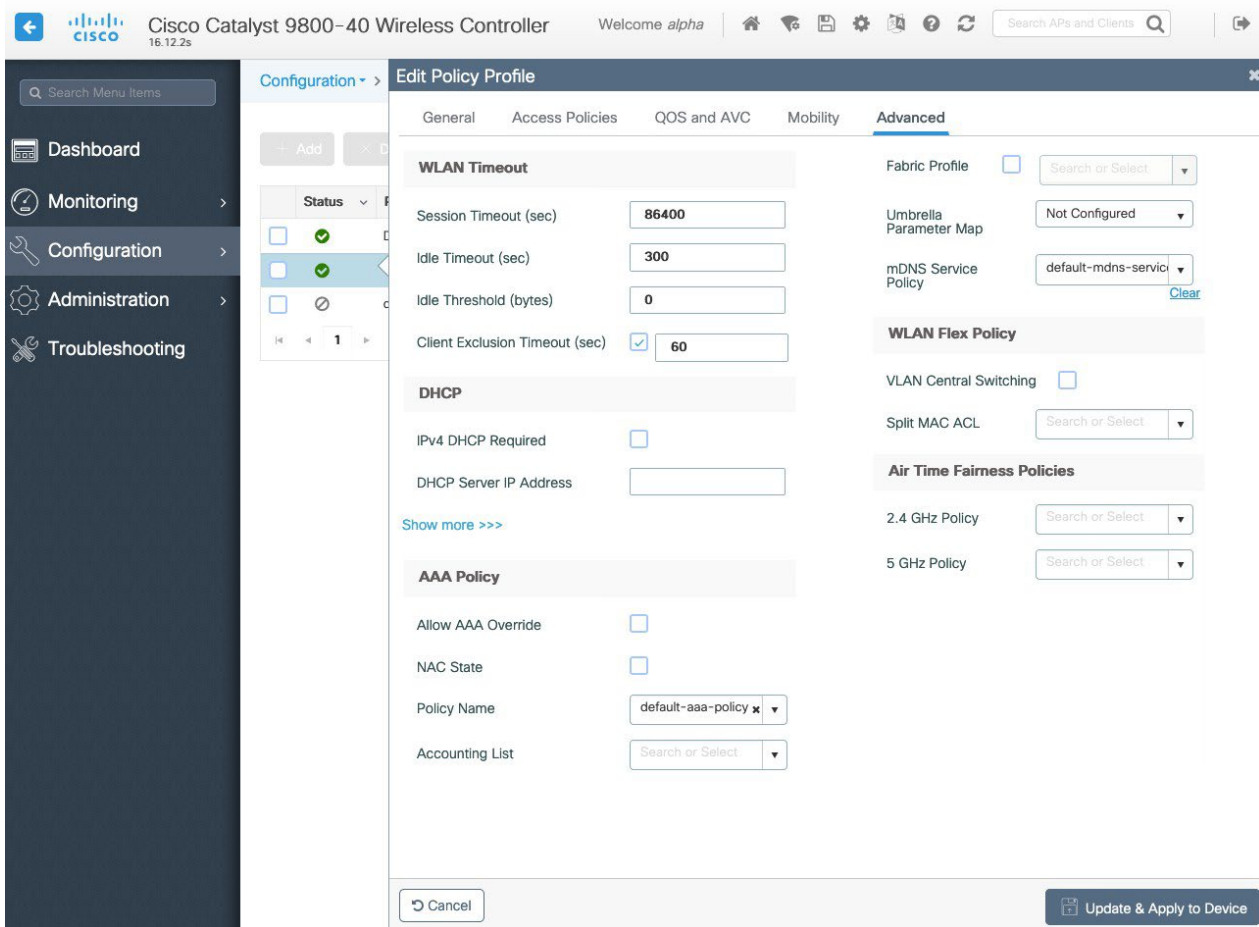 CISCO
Cisco Catalyst 9800-40 Wireless Controller
16.12.2s
Welcome alpha
Search APs and Clients
Search Menu Items
Dashboard
Monitoring
Configuration
Administration
Troubleshooting
Configuration
Add
Status
1
Edit Policy Profile
General Access Policies QOS and AVC Mobility Advanced
WLAN Timeout
Session Timeout (sec) 86400
Idle Timeout (sec) 300
Idle Threshold (bytes) 0
Client Exclusion Timeout (sec) 60
DHCP
IPv4 DHCP Required
DHCP Server IP Address
Show more >>>
AAA Policy
Allow AAA Override
NAC State
Policy Name default-aaa-policy
Accounting List Search or Select
Fabric Profile Search or Select
Umbrella
Parameter Map
Not Configured
mDNS Service
Policy
default-mdns-servic
Clear
WLAN Flex Policy
VLAN Central Switching
Split MAC ACL Search or Select
Air Time Fairness Policies
2.4 GHz Policy Search or Select
5 GHz Policy Search or Select
Cancel
Update & Apply to Device